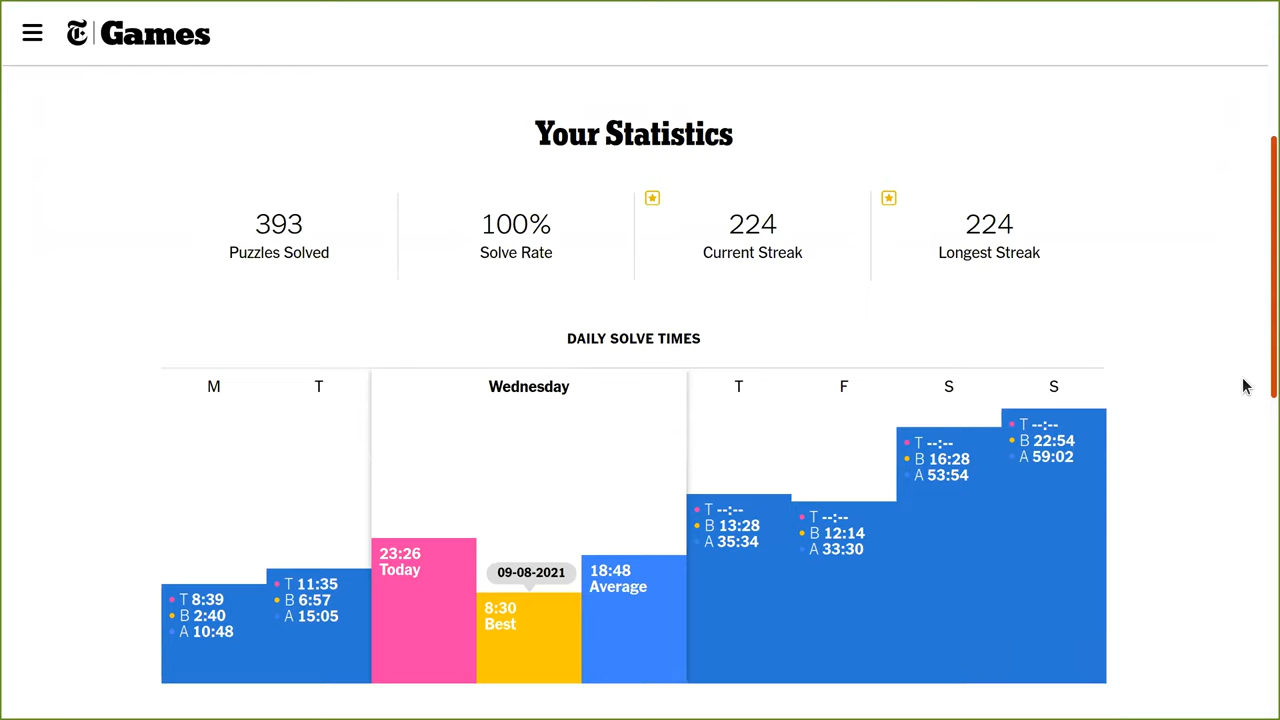 T Games
Your Statistics
393
Puzzles Solved
100%
Solve Rate
224
Current Streak
224
Longest Streak
DAILY SOLVE TIMES
M
T
Wednesday
T
F
S
S
T 8:39
B 2:40
A 10:48
T 11:35
B 6:57
A 15:05
23:26
Today
09-08-2021
8:30
Best
18:48
Average
T --:--
B 13:28
A 35:34
T --:--
B 12:14
A 33:30
T --:--
B 16:28
A 53:54
T --:--
B 22:54
A 59:02